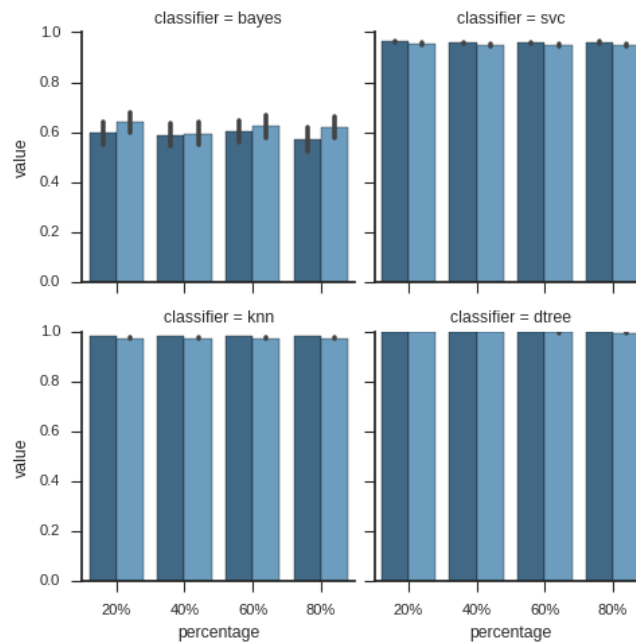 classifier = bayes
classifier = svc
1.0
0.8
0.6
0.4
0.2
0.0
value
classifier = knn
classifier = dtree
1.0
0.8
0.6
0.4
0.2
0.0
value
20% 40% 60% 80%
20% 40% 60% 80%
percentage
percentage